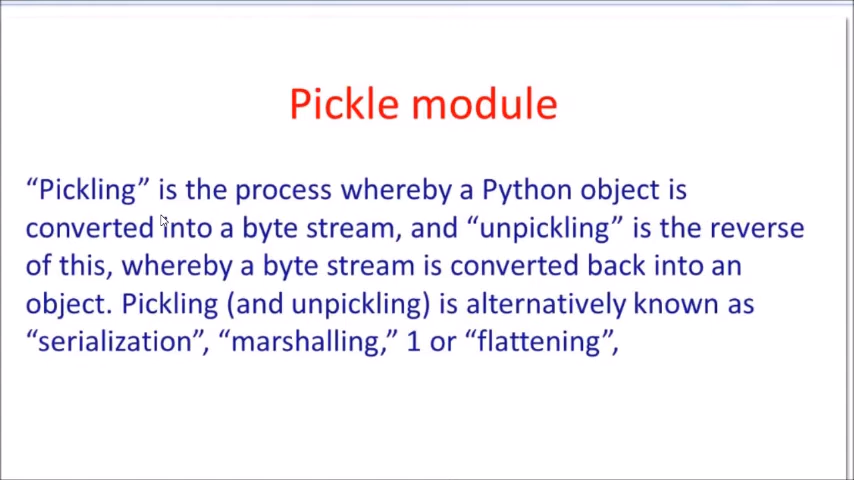 Pickle module
“Pickling” is the process whereby a Python object is
converted into a byte stream, and “unpickling” is the reverse
of this, whereby a byte stream is converted back into an
object. Pickling (and unpickling) is alternatively known as
“serialization”, “marshalling,” 1 or “flattening”,